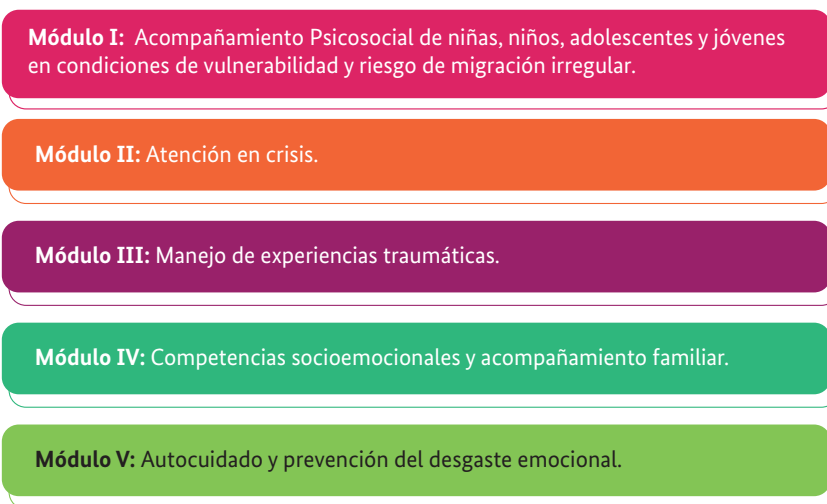 Módulo I: Acompañamiento Psicosocial de niñas, niños, adolescentes y jóvenes
en condiciones de vulnerabilidad y riesgo de migración irregular.
Módulo II: Atención en crisis.
Módulo III: Manejo de experiencias traumáticas.
Módulo IV: Competencias socioemocionales y acompañamiento familiar.
Módulo V: Autocuidado y prevención del desgaste emocional.